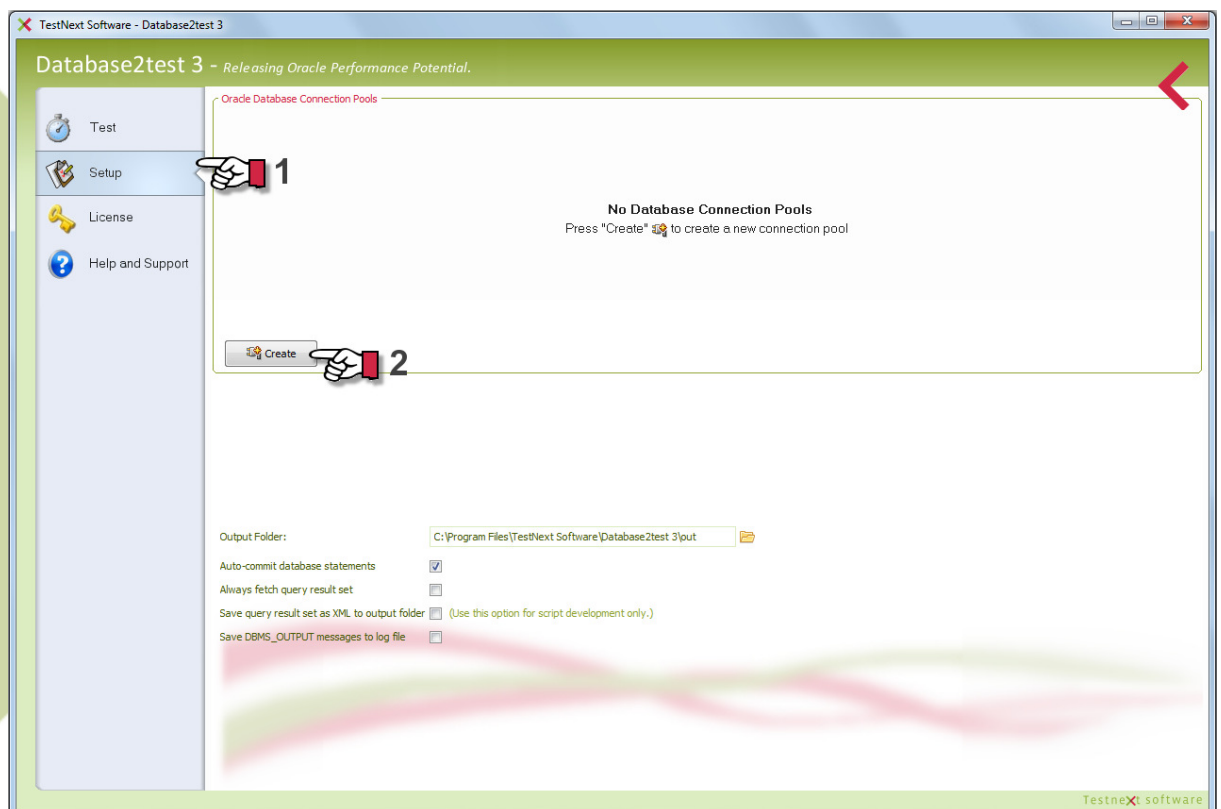 TestNext Software - Database2test 3
Database2test 3 - Releasing Oracle Performance Potential.
Test
Setup
License
Help and Support
Oracle Database Connection Pools
1
No Database Connection Pools
Press "Create" to create a new connection pool
Create
2
Output Folder: C:\Program Files\TestNext Software\Database2test 3\out
Auto-commit database statements
Always fetch query result set
Save query result set as XML to output folder (Use this option for script development only.)
Save DBMS_OUTPUT messages to log file
Testnext software